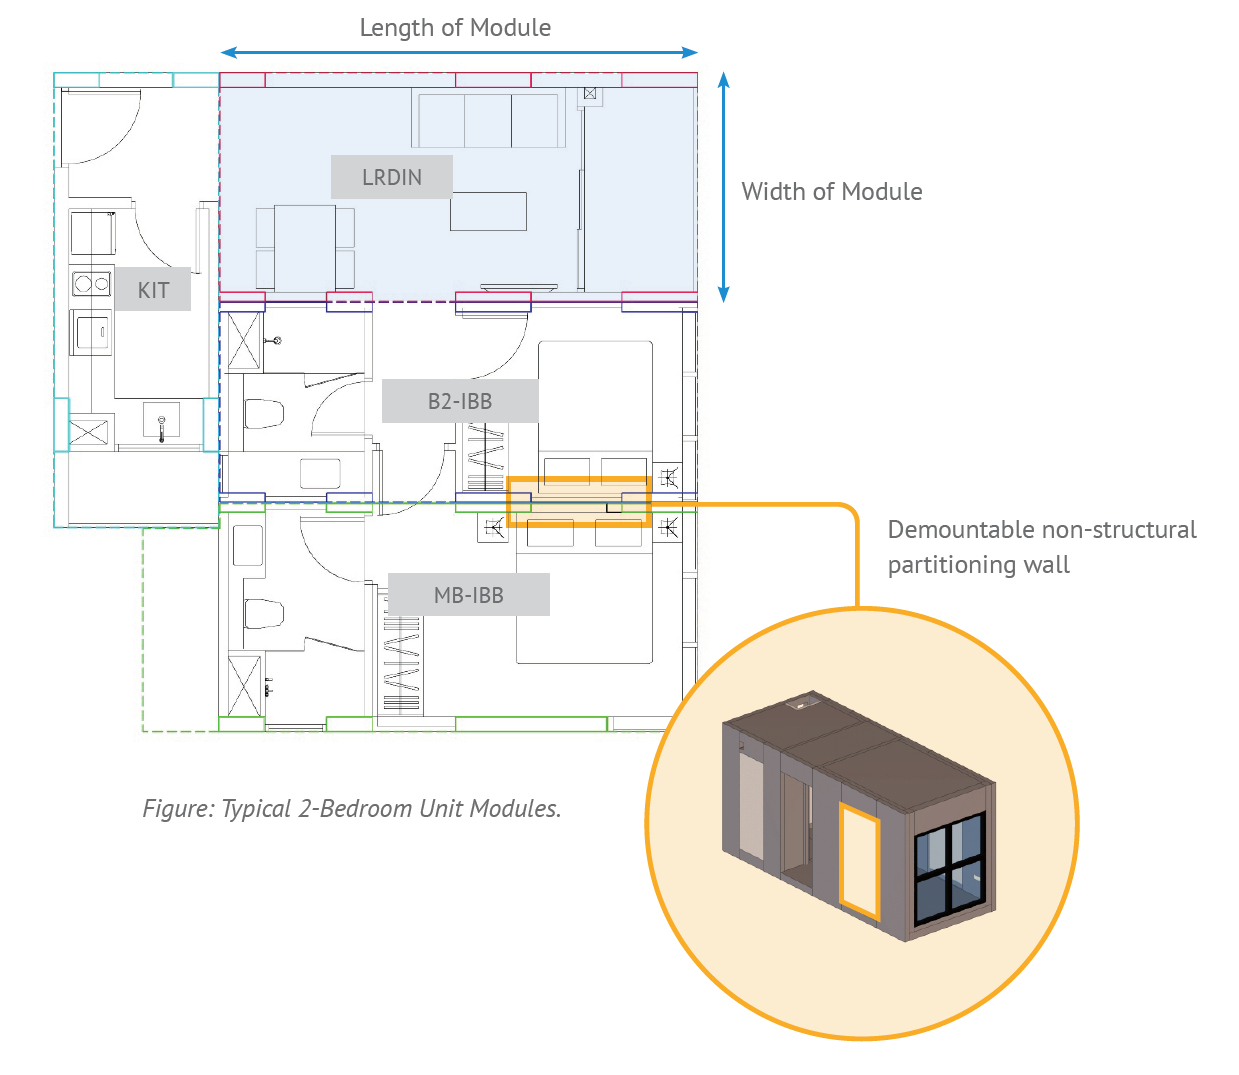 Length of Module
LRDIN
Width of Module
KIT
B2-IBB
Demountable non-structural
partitioning wall
MB-IBB
Figure: Typical 2-Bedroom Unit Modules.